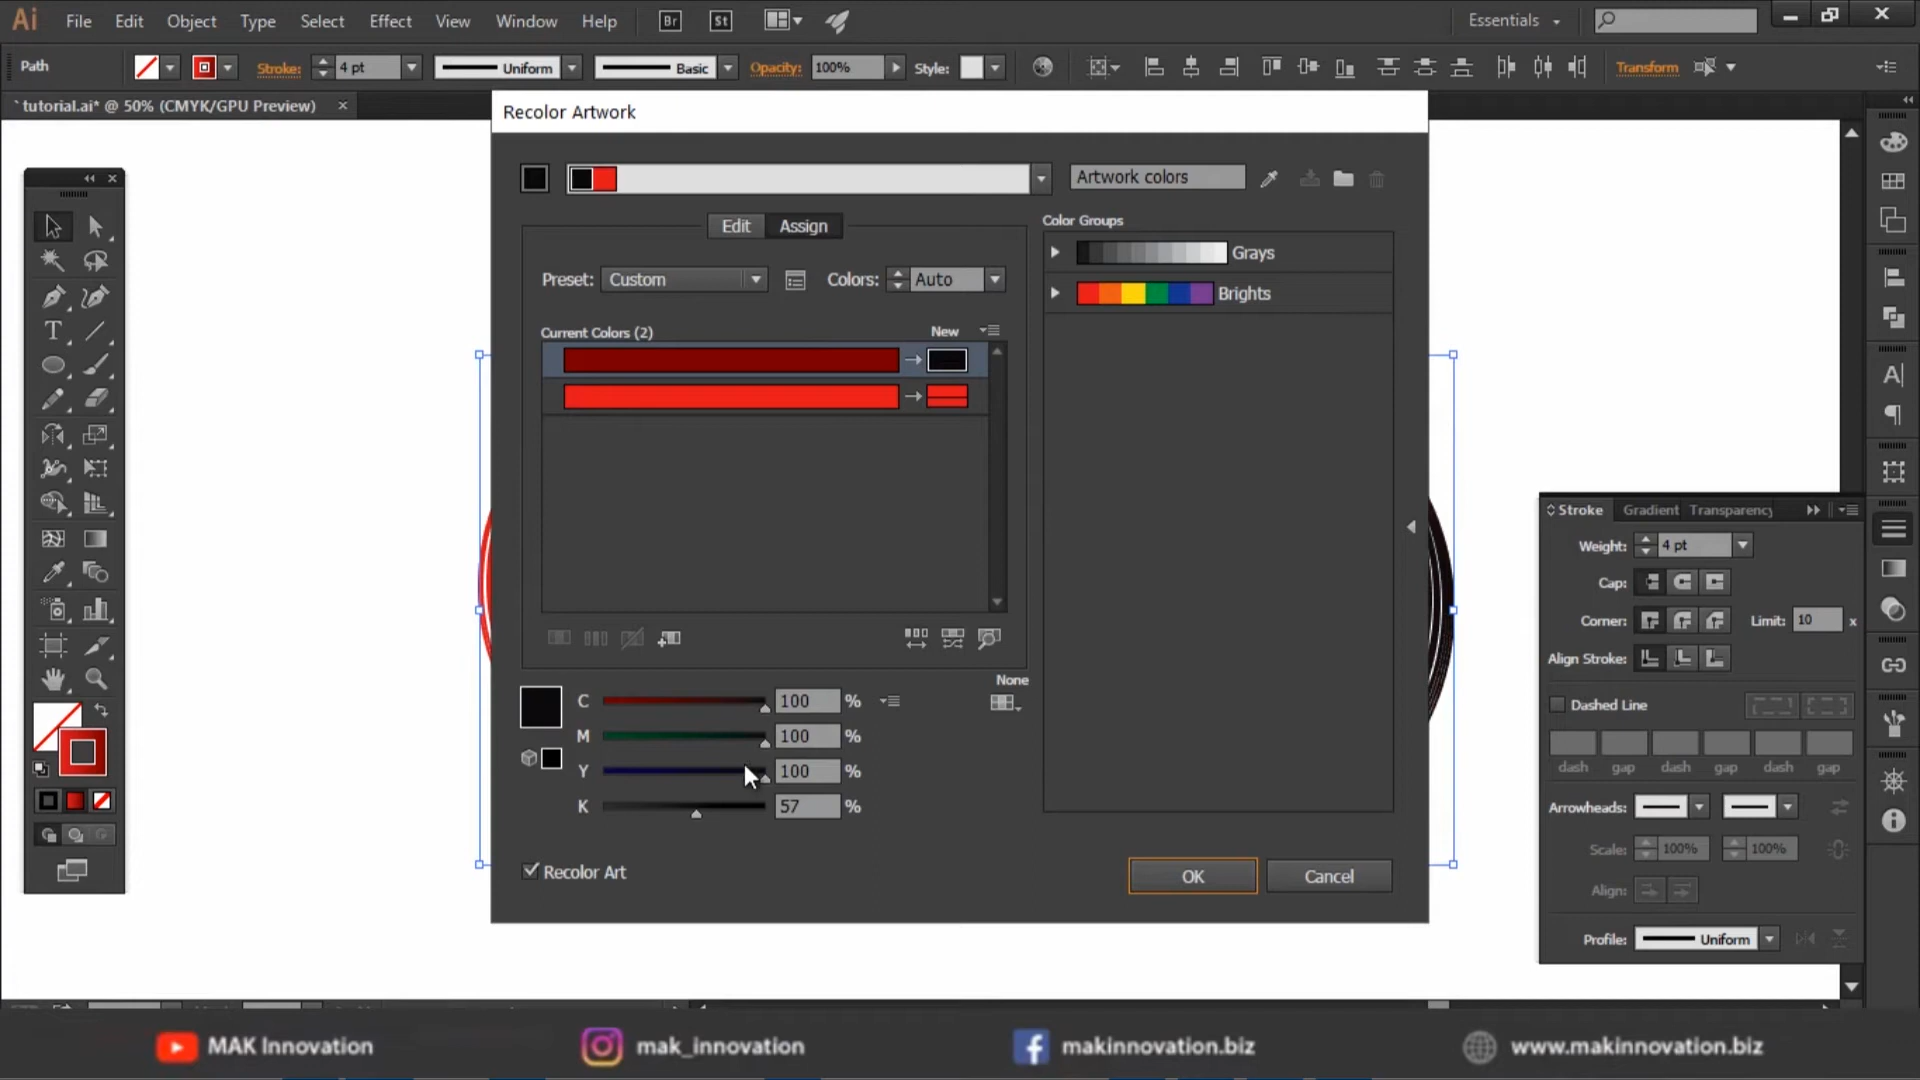 Ai File Edit Object Type Select Effect View Window Help Br St Essentials
Path Stroke: 4 pt Uniform Basic Opacity: 100% Style: Transform
tutorial.ai* @ 50% (CMYK/GPU Preview) ×
Recolor Artwork
Artwork colors
Edit Assign
Color Groups
Preset: Custom Colors: Auto
Grays
Brights
Current Colors (2) New
None
C 100 %
M 100 %
Y 100 %
K 57 %
Recolor Art
OK Cancel
Stroke Gradient Transparency
Weight: 4 pt
Cap:
Corner: Limit: 10 x
Align Stroke:
Dashed Line
dash gap dash gap dash gap
Arrowheads:
Scale: 100% 100%
Align:
Profile: Uniform
MAK Innovation
mak_innovation
makinnovation.biz
www.makinnovation.biz